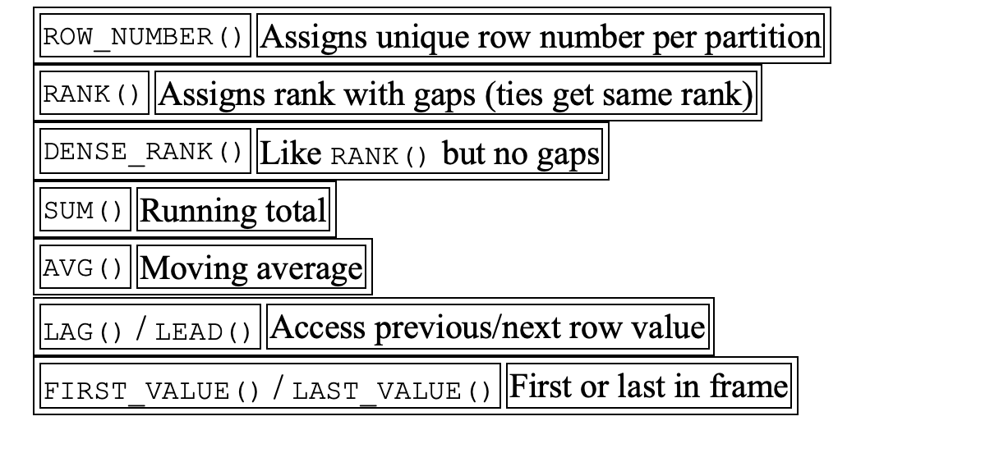 ROW_NUMBER() Assigns unique row number per partition
RANK() Assigns rank with gaps (ties get same rank)
DENSE_RANK() Like RANK() but no gaps
SUM() Running total
AVG() Moving average
LAG() / LEAD() Access previous/next row value
FIRST_VALUE() / LAST_VALUE() First or last in frame